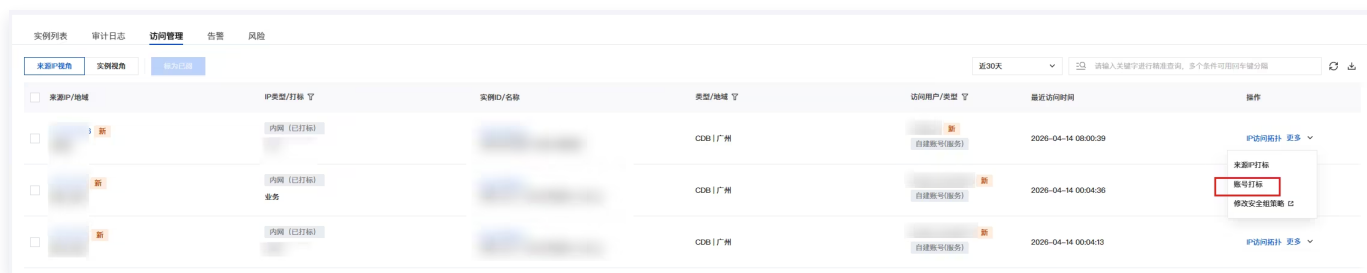 实例列表 审计日志 访问管理 告警 风险
来源IP视角 实例视角 标为已阅 近30天 请输入关键字进行精准查询，多个条件可用回车键分隔
来源IP/地域 IP类型/打标 实例ID/名称 类型/地域 访问用户/类型 最近访问时间 操作
新 内网（已打标） CDB | 广州 新 自建账号(服务) 2026-04-14 08:00:39 IP访问拓扑 更多
来源IP打标
账号打标
修改安全组策略
新 内网（已打标） 业务 CDB | 广州 新 自建账号(服务) 2026-04-14 00:04:36
新 内网（已打标） CDB | 广州 新 自建账号(服务) 2026-04-14 00:04:13 IP访问拓扑 更多